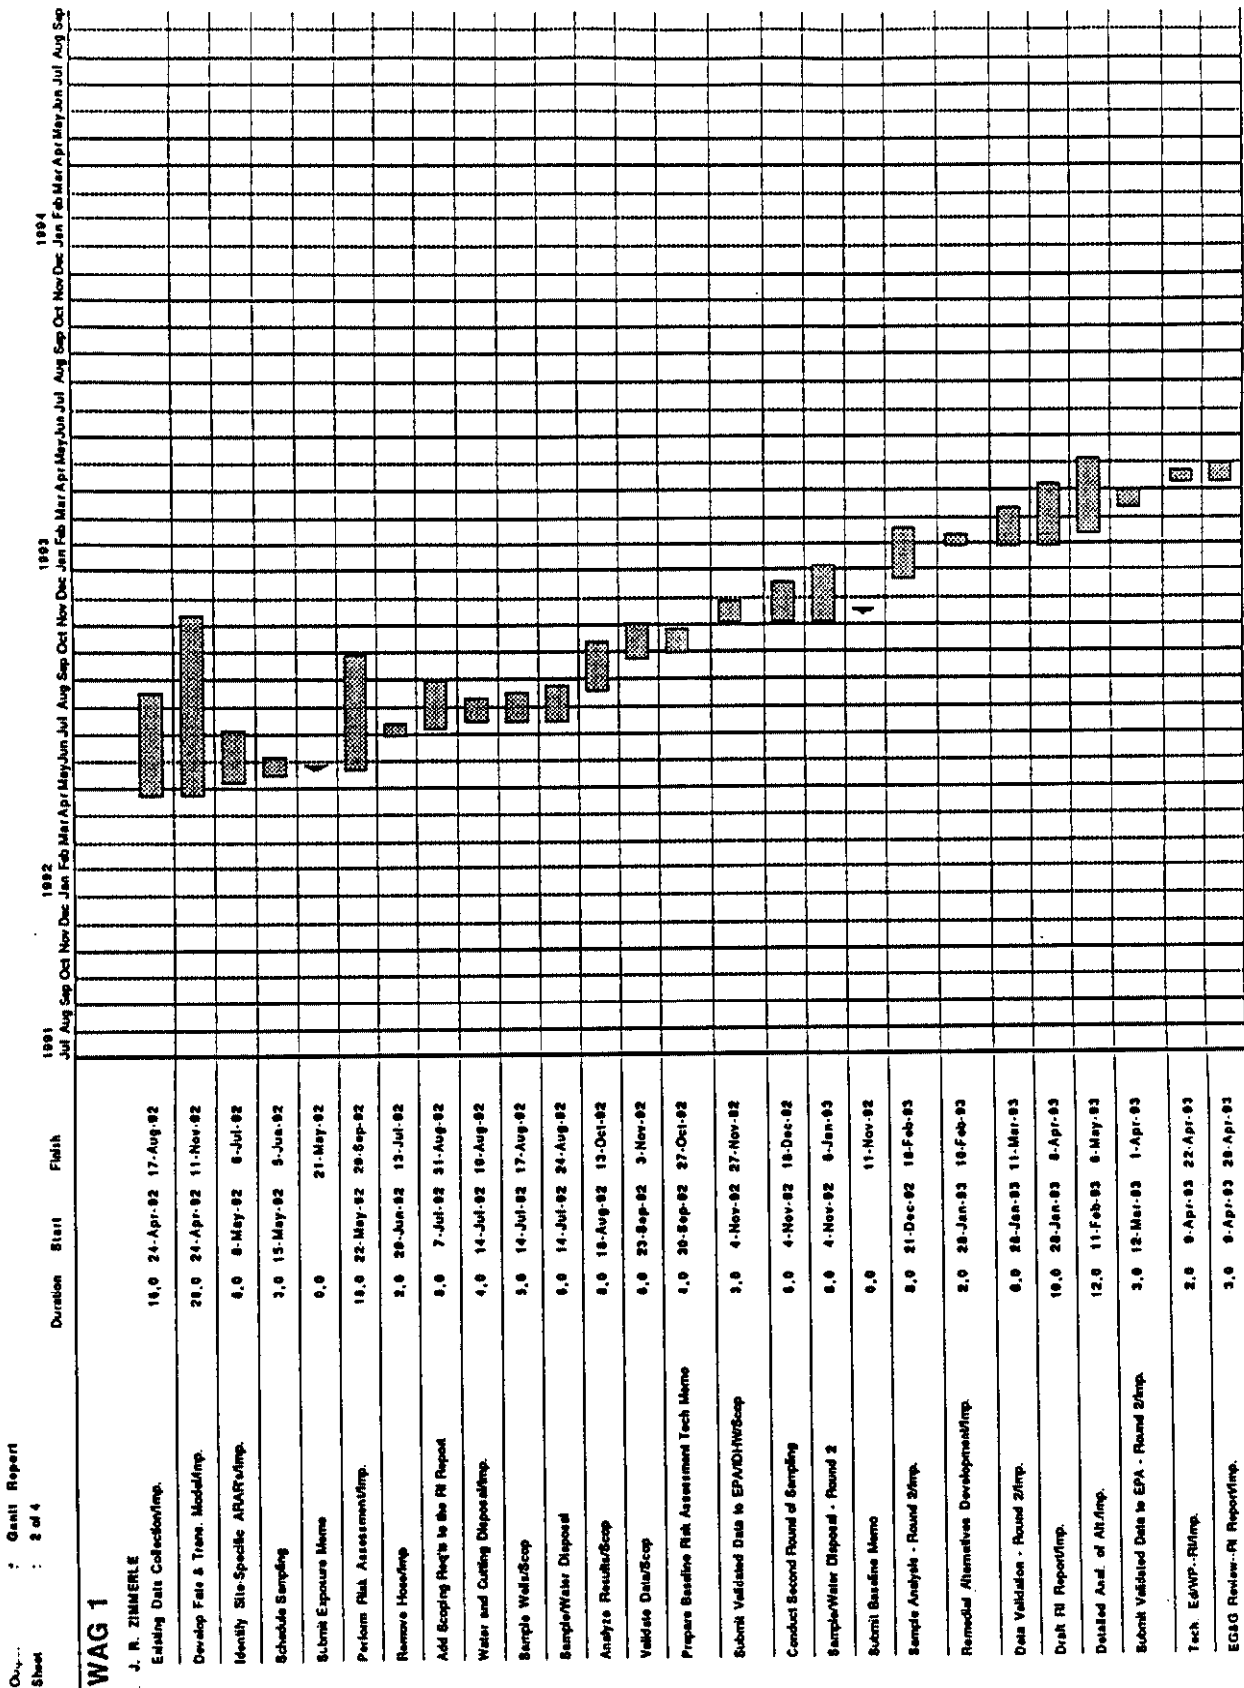 : Gantt Report
Sheet : 2 of 4
WAG 1
J. R. ZIMMERLE
Duration Start Finish
1991 1992 1993 1994
Jul Aug Sep Oct Nov Dec Jan Feb Mar Apr May Jun Jul Aug Sep Oct Nov Dec Jan Feb Mar Apr May Jun Jul Aug Sep Oct Nov Dec Jan Feb Mar Apr May Jun Jul Aug Sep
Existing Data Collection/Imp. 24-Apr-92 17-Aug-92
Develop Fate & Trans. Model/Imp. 24-Apr-92 11-Nov-92
Identify Site-Specific ARAR's/Imp. 8-May-92 6-Jul-92
Schedule Sampling 3.0 15-May-92 5-Jun-92
Submit Exposure Memo 0.0 21-May-92
Perform Risk Assessment/Imp. 22-May-92 29-Sep-92
Remove Hose/Imp 2.0 29-Jun-92 13-Jul-92
Add Scoping Req'ts to the RI Report 8.0 7-Jul-92 31-Aug-92
Water and Cutting Disposal/Imp. 4.0 14-Jul-92 10-Aug-92
Sample Wells/Scop 5.0 14-Jul-92 17-Aug-92
Sample/Water Disposal 6.0 14-Jul-92 24-Aug-92
Analyze Results/Scop 8.0 18-Aug-92 13-Oct-92
Validate Data/Scop 6.0 23-Sep-92 3-Nov-92
Prepare Baseline Risk Assessment Tech Memo 4.0 30-Sep-92 27-Oct-92
Submit Validated Data to EPA/IDHW/Scop 3.0 4-Nov-92 27-Nov-92
Conduct Second Round of Sampling 6.0 4-Nov-92 18-Dec-92
Sample/Water Disposal - Round 2 8.0 4-Nov-92 6-Jan-93
Submit Baseline Memo 0.0 11-Nov-92
Sample Analysis - Round 2/Imp. 8.0 21-Dec-92 18-Feb-93
Remedial Alternatives Development/Imp. 2.0 28-Jan-93 10-Feb-93
Data Validation - Round 2/Imp. 6.0 28-Jan-93 11-Mar-93
Draft RI Report/Imp. 10.0 28-Jan-93 8-Apr-93
Detailed Anal. of Alt./Imp. 12.0 11-Feb-93 6-May-93
Submit Validated Data to EPA - Round 2/Imp. 3.0 12-Mar-93 1-Apr-93
Tech. Ed/WP--RI/Imp. 2.0 9-Apr-93 22-Apr-93
EG&G Review--RI Report/Imp. 3.0 9-Apr-93 29-Apr-93